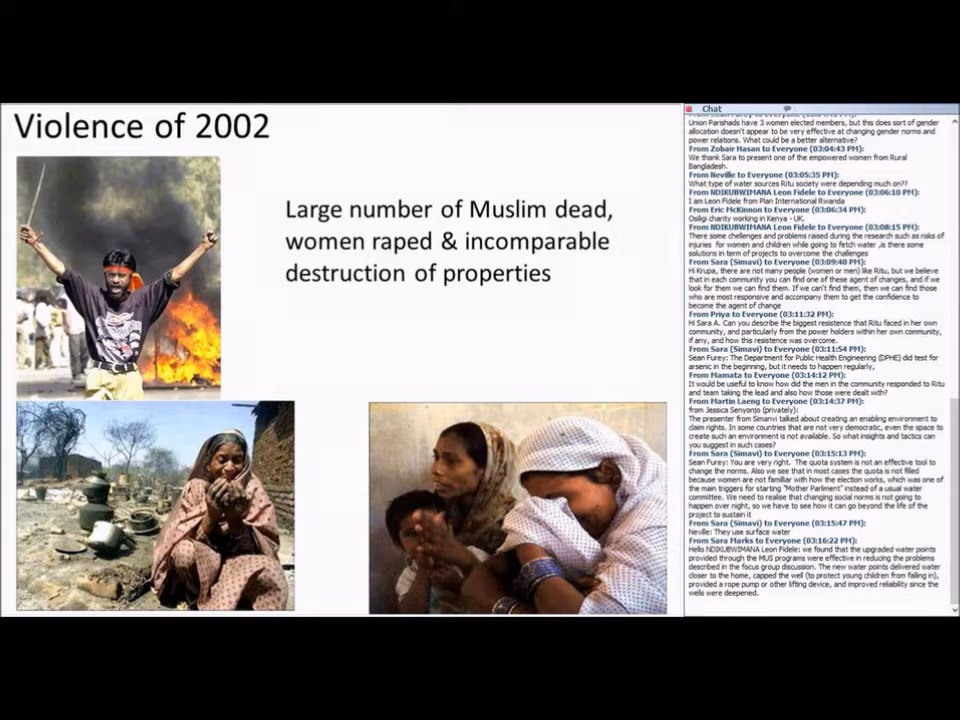 Violence of 2002
Large number of Muslim dead,
women raped & incomparable
destruction of properties
Chat
Union Parishads have 3 women elected members, but this does sort of gender
allocation doesn't appear to be very effective at changing gender norms and
power relations. What could be a better alternative?
From Zobair Hasan to Everyone (03:04:43 PM):
We thank Sara to present one of the empowered women from Rural
Bangladesh.
From Neville to Everyone (03:05:35 PM):
What type of water sources Ritu society were depending much on??
From NDIKUBWIMANA Leon Fidele to Everyone (03:06:10 PM):
I am Leon Fidele from Plan International Rwanda
From Eric McKinnon to Everyone (03:06:34 PM):
Osiligi charity working in Kenya - UK.
From NDIKUBWIMANA Leon Fidele to Everyone (03:08:15 PM):
There some challenges and problems raised during the research such as risks of
injuries for women and children while going to fetch water ,is there some
solutions in term of projects to overcome the challenges
From Sara (Simavi) to Everyone (03:09:40 PM):
Hi Krupa, there are not many people (women or men) like Ritu, but we believe
that in each community you can find one of these agent of changes, and if we
look for them we can find them. If we can't find them, then we can find those
who are most responsive and accompany them to get the confidence to
become the agent of change
From Priya to Everyone (03:11:32 PM):
Hi Sara A. Can you describe the biggest resistence that Ritu faced in her own
community, and particularly from the power holders within her own community,
if any, and how this resistence was overcome.
From Sara (Simavi) to Everyone (03:11:54 PM):
Sean Furey: The Department for Public Health Engineering (DPHE) did test for
arsenic in the beginning, but it needs to happen regularly,
From Mamata to Everyone (03:14:12 PM):
It would be useful to know how did the men in the community responded to Ritu
and team taking the lead and also how those were dealt with?
From Martin Laeng to Everyone (03:14:37 PM):
from Jessica Senyonjo (privately):
The presenter from Simanvi talked about creating an enabling environment to
claim rights. In some countries that are not very democratic, even the space to
create such an environment is not available. So what insights and tactics can
you suggest in such cases?
From Sara (Simavi) to Everyone (03:15:13 PM):
Sean Furey: You are very right. The quota system is not an effective tool to
change the norms. Also we see that in most cases the quota is not filled
because women are not familiar with how the election works, which was one of
the main triggers for starting "Mother Parliment" instead of a usual water
committee. We need to realise that changing social norms is not going to
happen over night, so we have to see how it can go beyond the life of the
project to sustain it
From Sara (Simavi) to Everyone (03:15:47 PM):
Neville: They use surface water
From Sara Marks to Everyone (03:16:22 PM):
Hello NDIKUBWIMANA Leon Fidele: we found that the upgraded water points
provided through the MUS programs were effective in reducing the problems
described in the focus group discussion. The new water points delivered water
closer to the home, capped the well (to protect young children from falling in),
provided a rope pump or other lifting device, and improved reliability since the
wells were deepened.